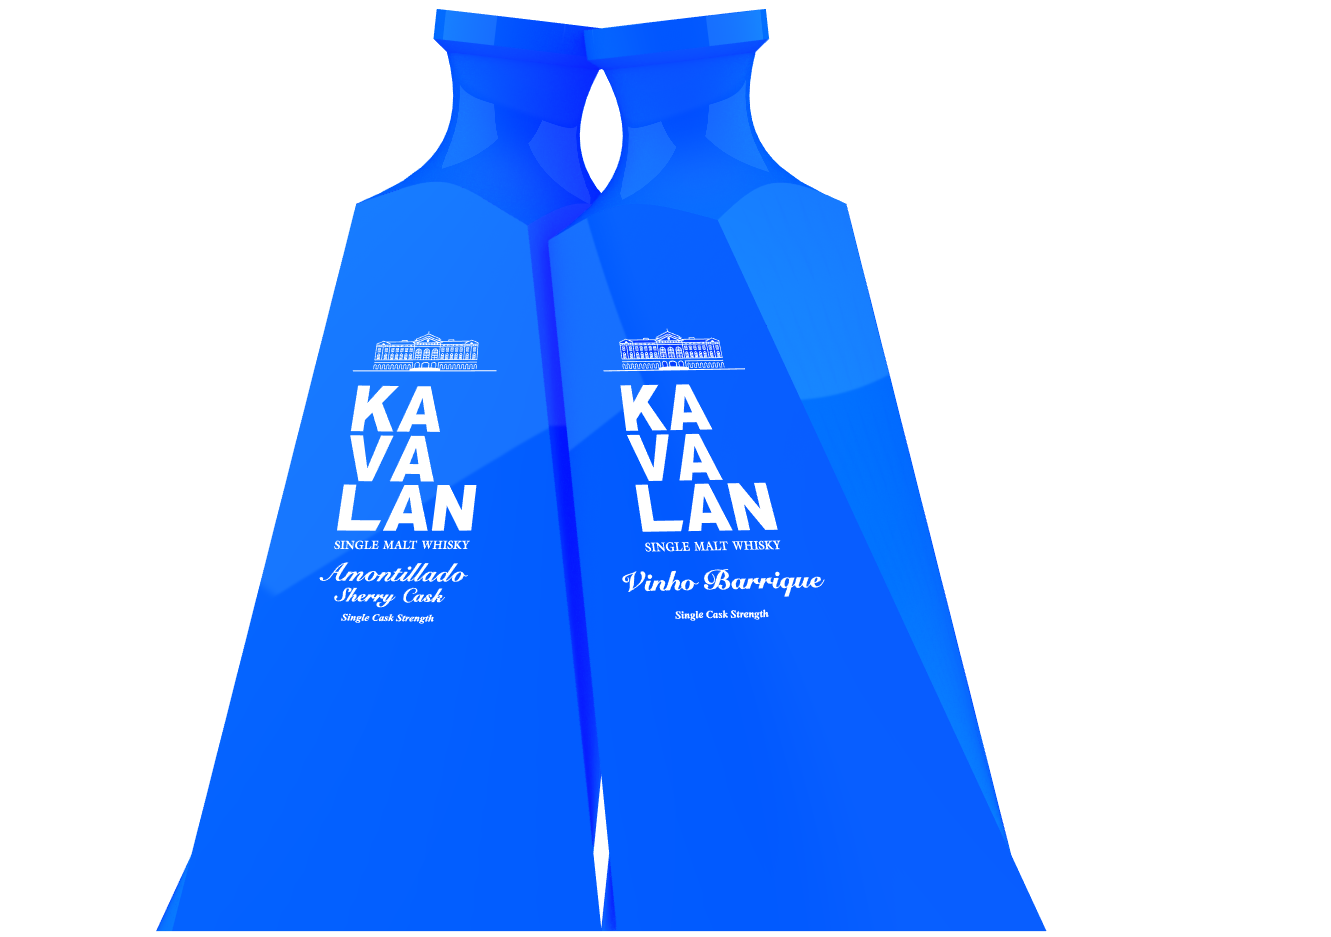 KA
VA
LAN
SINGLE MALT WHISKY
Amontillado
Sherry Cask
Single Cask Strength
KA
VA
LAN
SINGLE MALT WHISKY
Vinho Barrique
Single Cask Strength